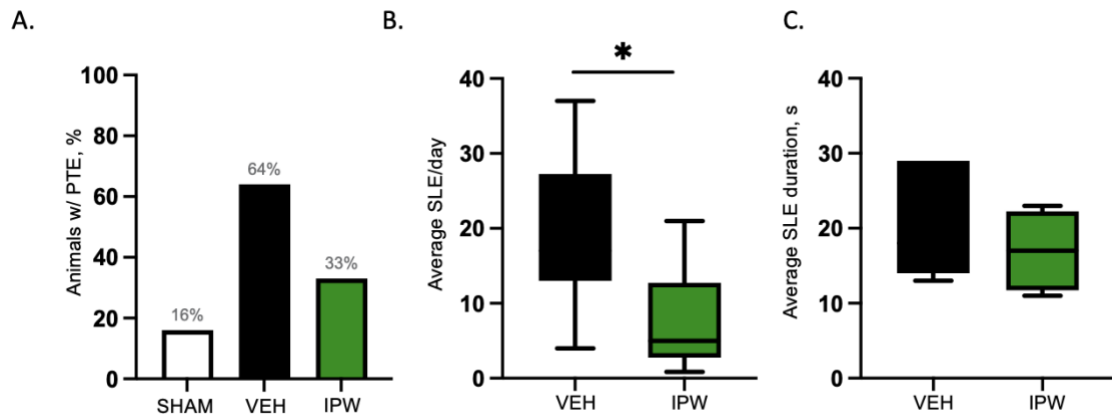 A.
Animals w/ PTE, %
100
80
60
40
20
0
16%
64%
33%
SHAM VEH IPW
B.
Average SLE/day
40
30
20
10
0
*
VEH IPW
C.
Average SLE duration, s
40
30
20
10
0
VEH IPW